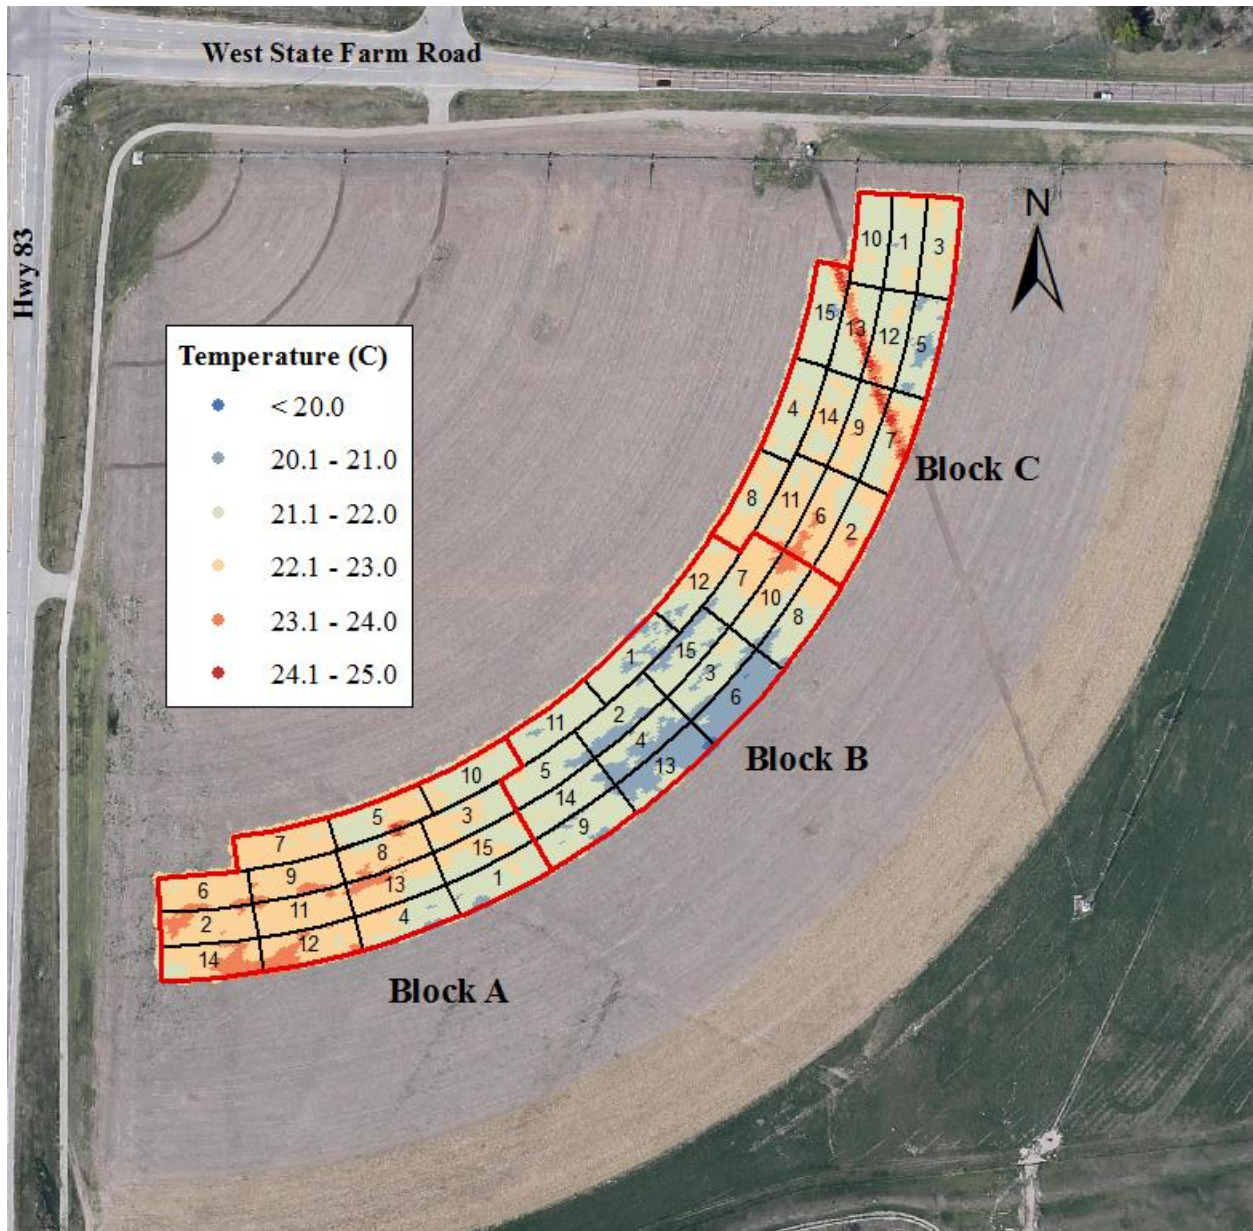 West State Farm Road
Hwy 83
N
10 1 3
15 13 12 5
4 14 9 7
Block C
8 11 6 2
12 7 10 8
1 15 3 6
11 2 4 13
Block B
5 14 9
10 3 15 1
5 8 13 4
7 9 11 12
6 2 14
Block A
Temperature (C)
< 20.0
20.1 - 21.0
21.1 - 22.0
22.1 - 23.0
23.1 - 24.0
24.1 - 25.0